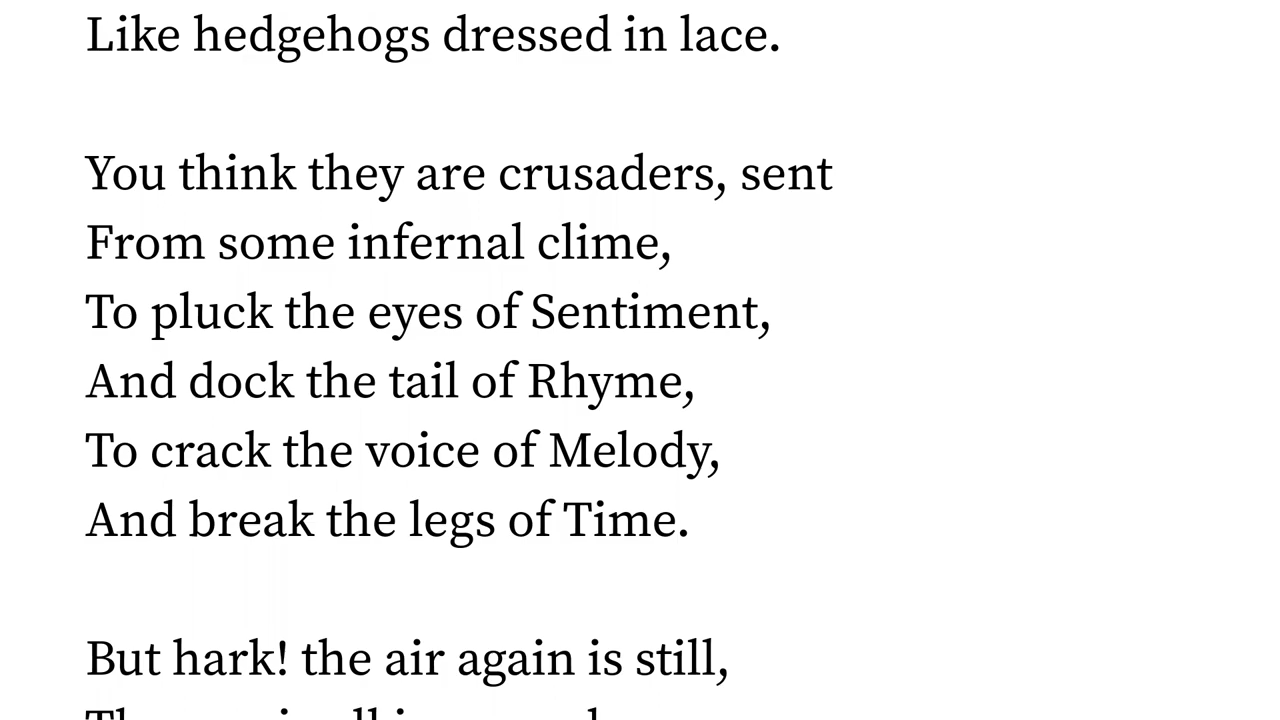 Like hedgehogs dressed in lace.
You think they are crusaders, sent
From some infernal clime,
To pluck the eyes of Sentiment,
And dock the tail of Rhyme,
To crack the voice of Melody,
And break the legs of Time.
But hark! the air again is still,